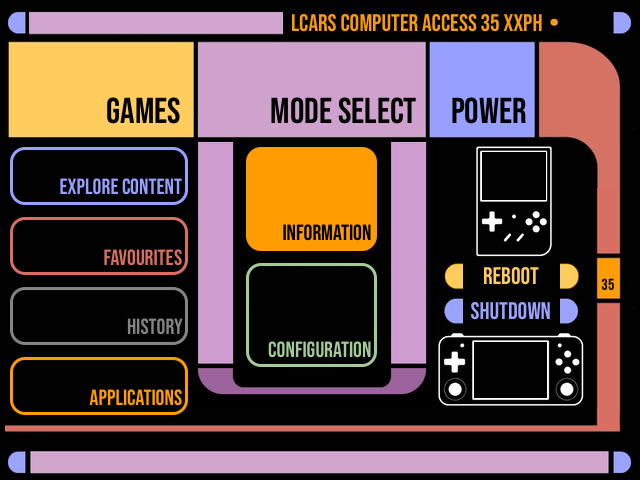 LCARS COMPUTER ACCESS 35 XXPH •
GAMES
MODE SELECT
POWER
EXPLORE CONTENT
FAVOURITES
HISTORY
APPLICATIONS
INFORMATION
CONFIGURATION
REBOOT
SHUTDOWN
35